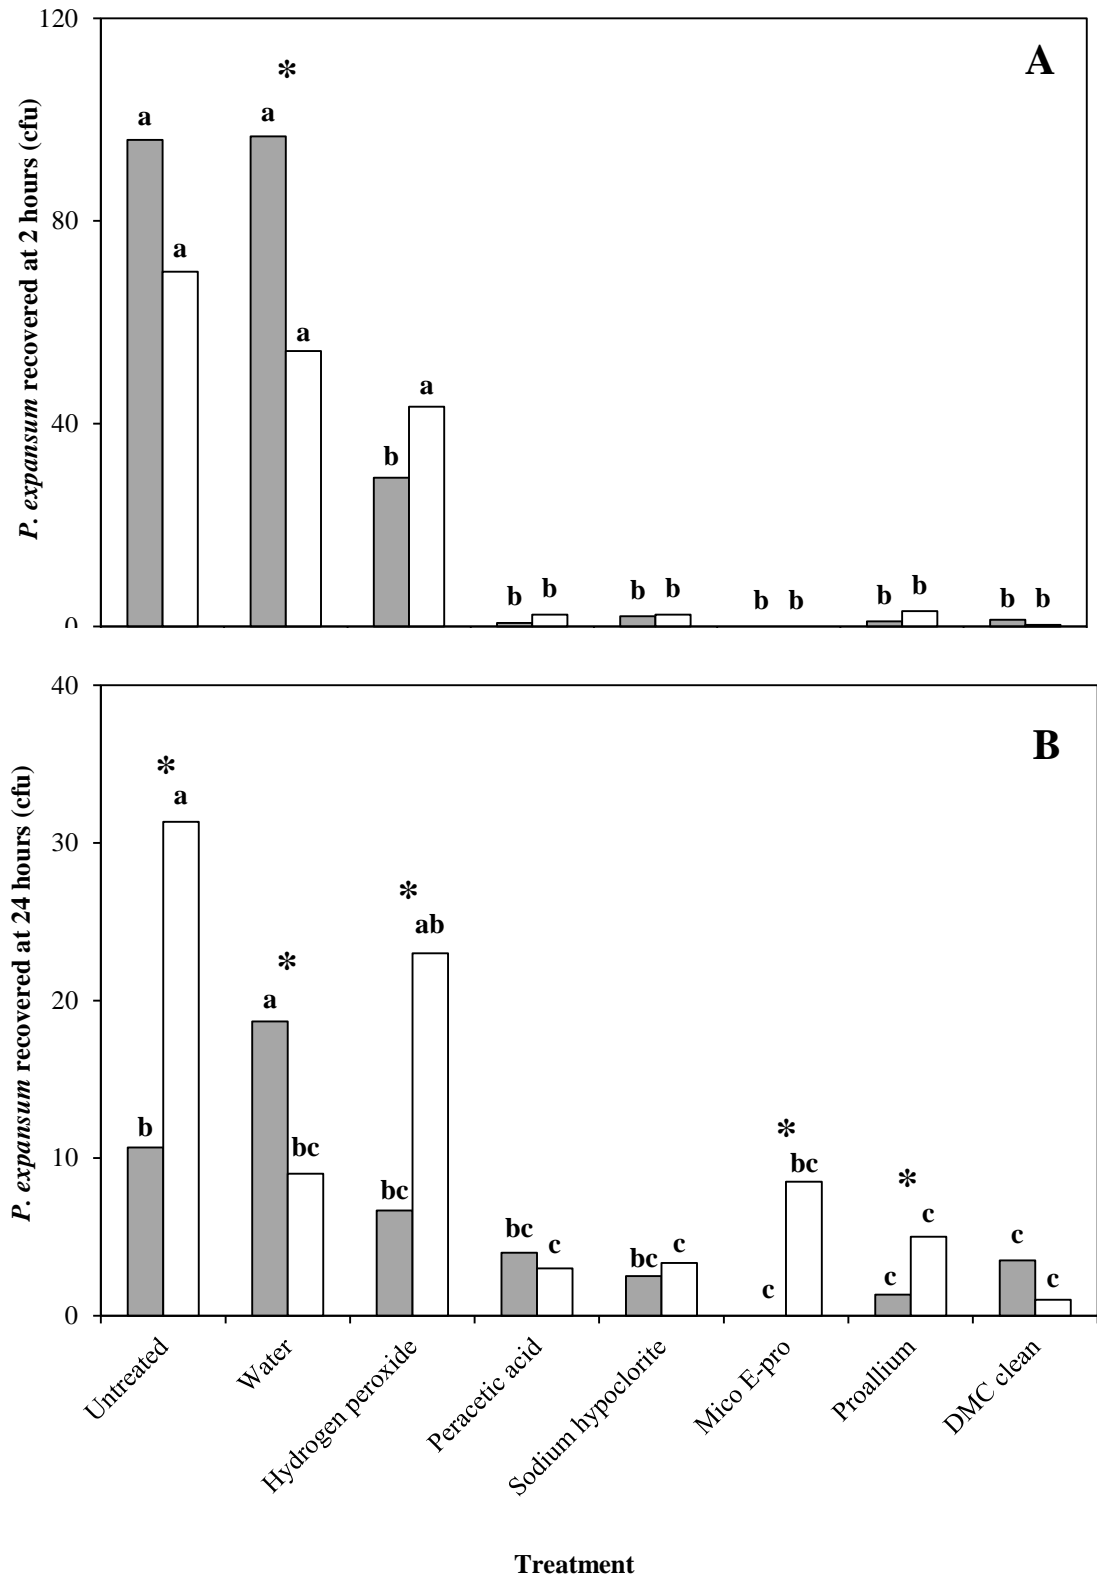 120
A
*
a
a
80
a
a
a
40
b
b
b
b
b
b
b
b
b
b
b
0
P. expansum recovered at 2 hours (cfu)
40
B
*
a
30
*
ab
*
a
20
b
bc
*
bc
*
10
bc
bc
c
bc
c
c
c
c
c
c
0
P. expansum recovered at 24 hours (cfu)
Untreated
Water
Hydrogen peroxide
Peracetic acid
Sodium hypoclorite
Mico E-pro
Proallium
DMC clean
Treatment